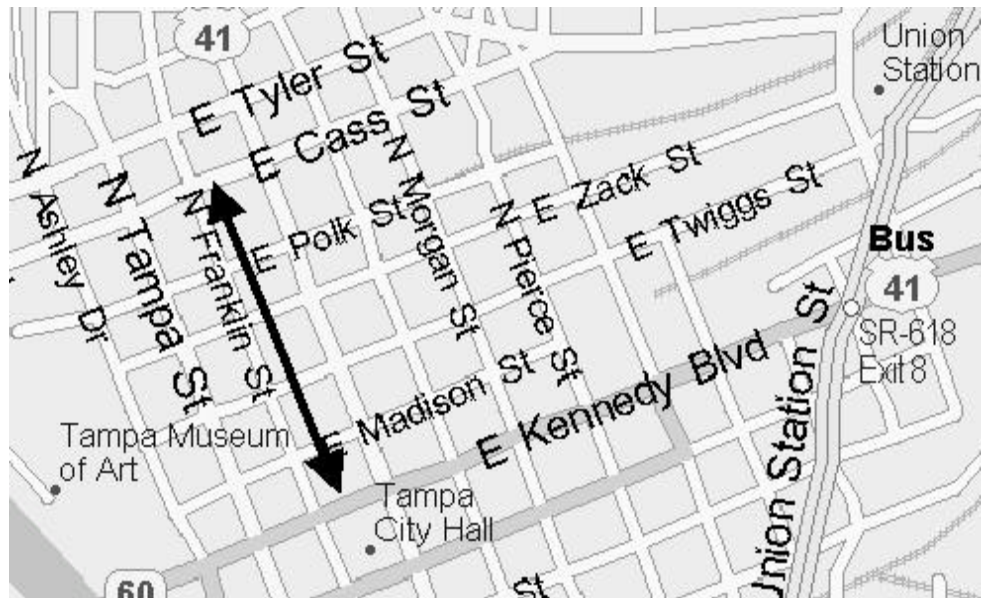 41
E Tyler St
E Cass St
Union
Station
N Ashley Dr
N Tampa St
N Franklin St
E Polk St
N Morgan St
N Pierce St
E Zack St
E Twiggs St
Bus
41
SR-618
Exit 8
E Madison St
E Kennedy Blvd
Union Station St
Tampa Museum
of Art
Tampa
City Hall
60
St